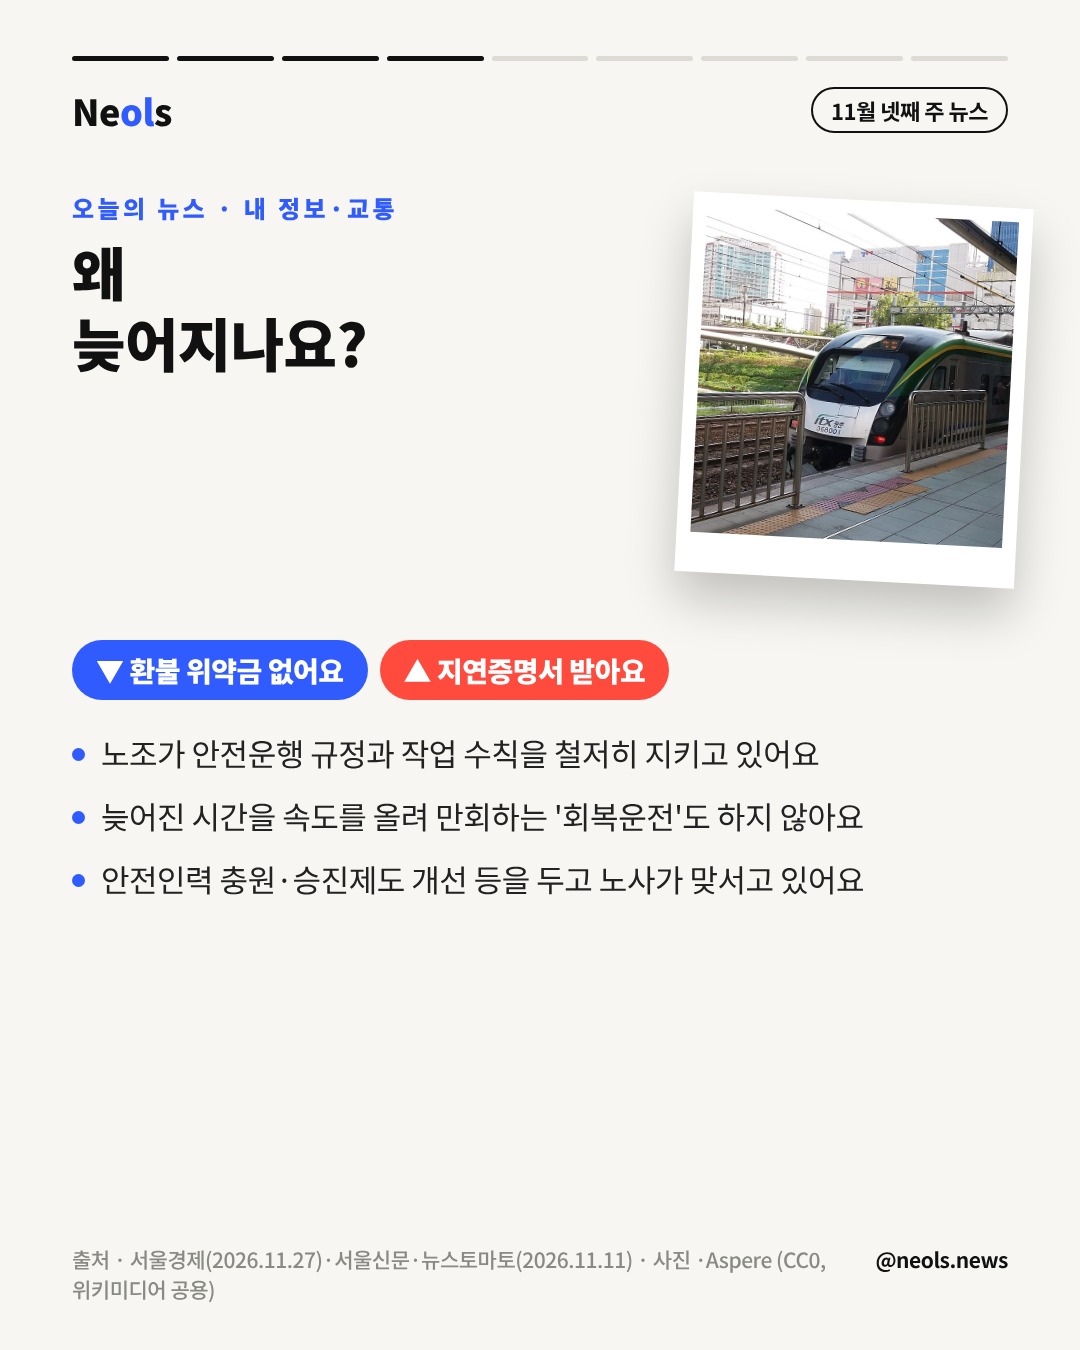 Neols
11월 넷째 주 뉴스
오늘의 뉴스 · 내 정보·교통
왜
늦어지나요?
itx
368001
▼ 환불 위약금 없어요
▲ 지연증명서 받아요
노조가 안전운행 규정과 작업 수칙을 철저히 지키고 있어요
늦어진 시간을 속도를 올려 만회하는 '회복운전'도 하지 않아요
안전인력 충원·승진제도 개선 등을 두고 노사가 맞서고 있어요
출처 · 서울경제(2026.11.27)·서울신문·뉴스토마토(2026.11.11) · 사진 ·Aspere (CC0,
위키미디어 공용)
@neols.news